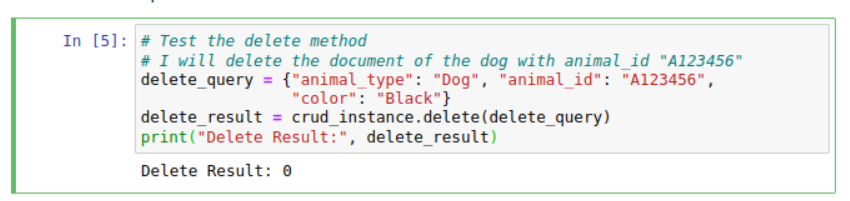 In [5]: # Test the delete method
# I will delete the document of the dog with animal_id "A123456"
delete_query = {"animal_type": "Dog", "animal_id": "A123456",
"color": "Black"}
delete_result = crud_instance.delete(delete_query)
print("Delete Result:", delete_result)
Delete Result: 0